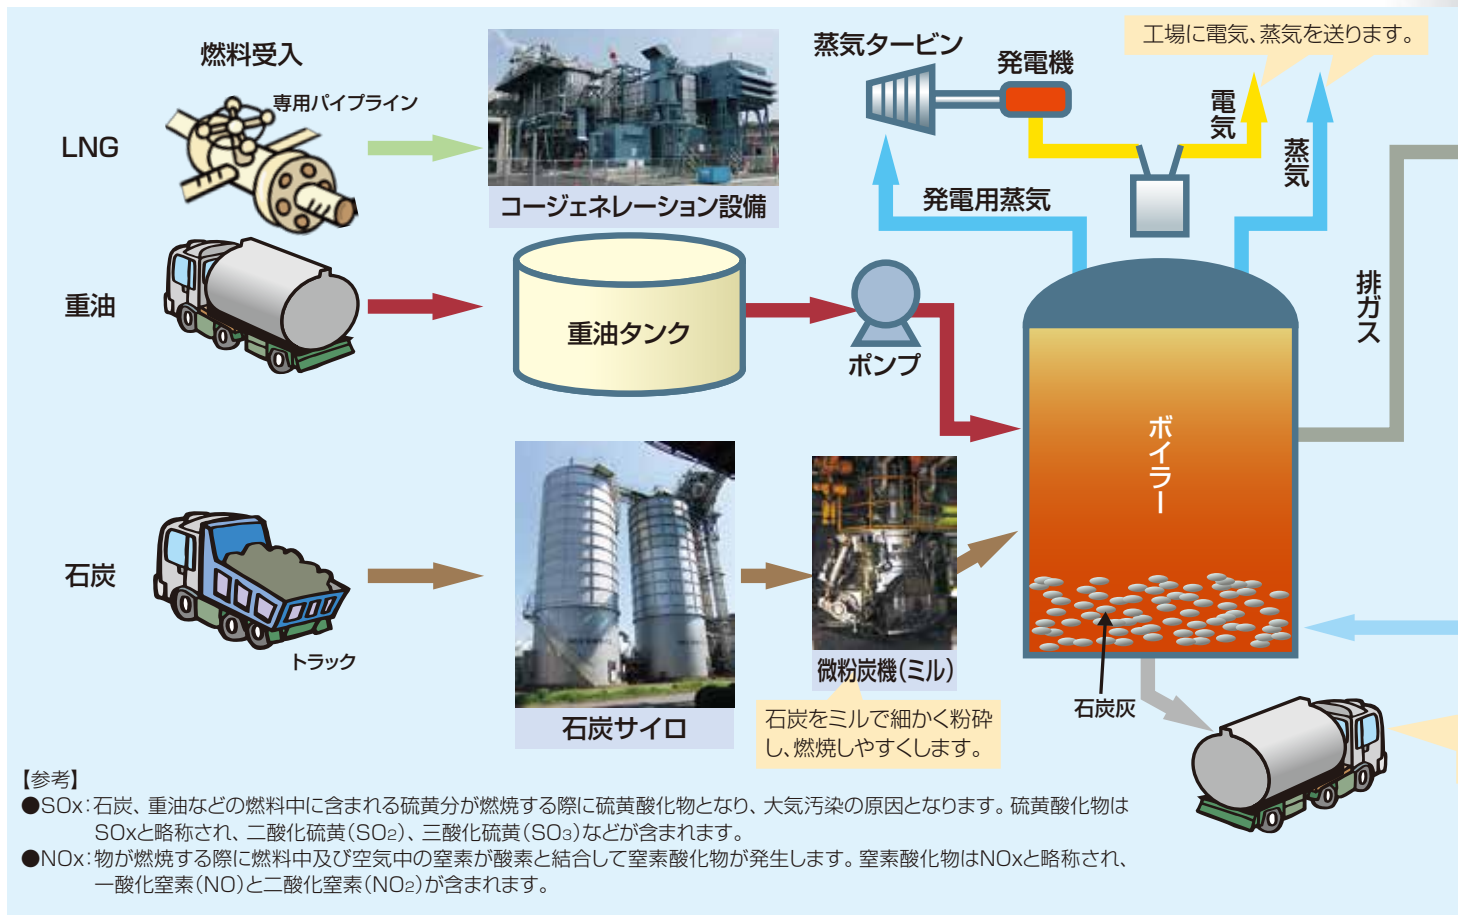 工場に電気、蒸気を送ります。
燃料受入
専用パイプライン
LNG
コージェネレーション設備
蒸気タービン
発電機
電気
蒸気
発電用蒸気
排ガス
重油
重油タンク
ポンプ
ボイラー
石炭
トラック
石炭サイロ
微粉炭機(ミル)
石炭をミルで細かく粉砕
し、燃焼しやすくします。
石炭灰
【参考】
●SOx:石炭、重油などの燃料中に含まれる硫黄分が燃焼する際に硫黄酸化物となり、大気汚染の原因となります。硫黄酸化物は
SOxと略称され、二酸化硫黄(SO₂)、三酸化硫黄(SO₃)などが含まれます。
●NOx:物が燃焼する際に燃料中及び空気中の窒素が酸素と結合して窒素酸化物が発生します。窒素酸化物はNOxと略称され、
一酸化窒素(NO)と二酸化窒素(NO₂)が含まれます。